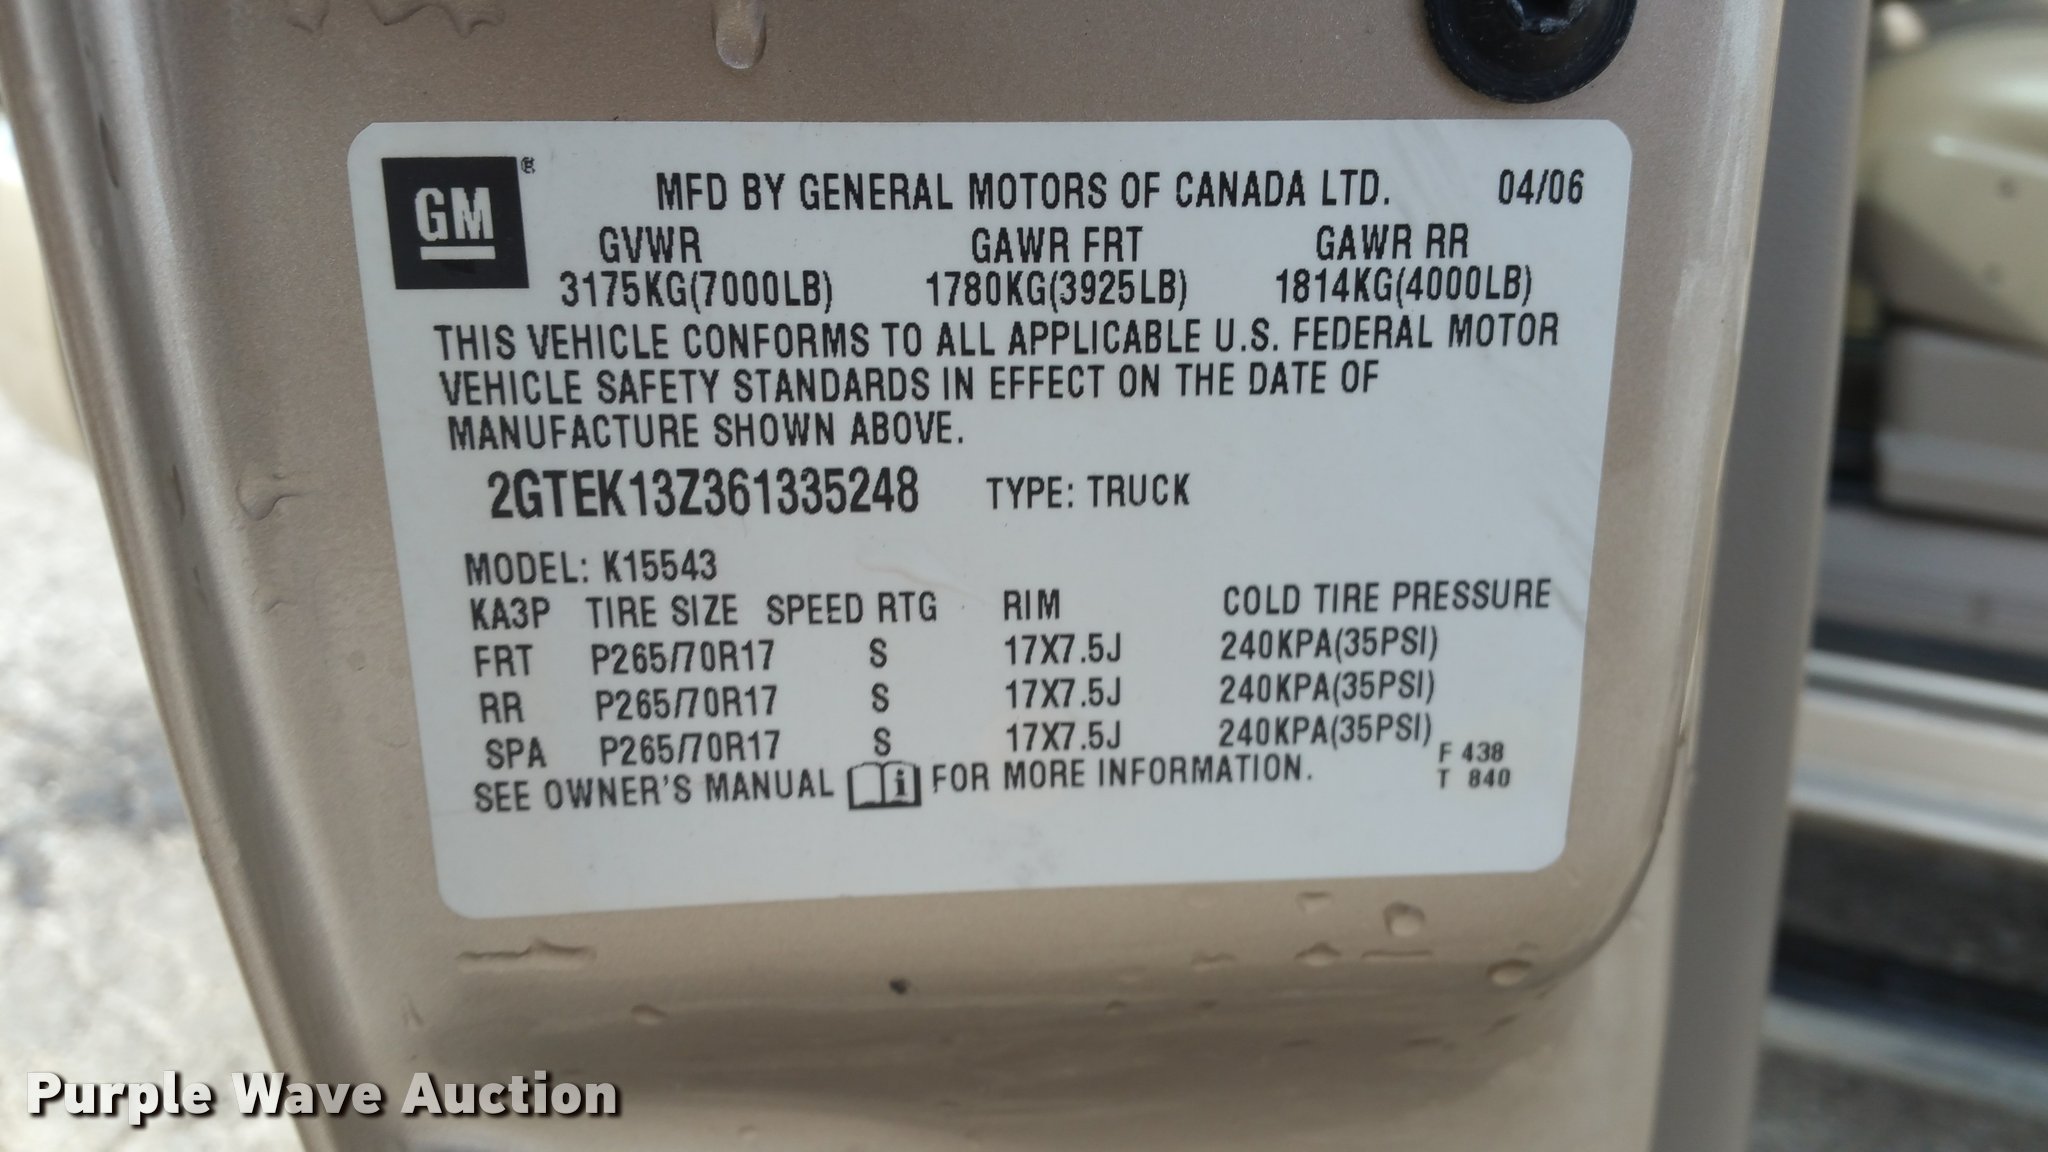 GM ®
MFD BY GENERAL MOTORS OF CANADA LTD. 04/06
GVWR GAWR FRT GAWR RR
3175KG(7000LB) 1780KG(3925LB) 1814KG(4000LB)
THIS VEHICLE CONFORMS TO ALL APPLICABLE U.S. FEDERAL MOTOR
VEHICLE SAFETY STANDARDS IN EFFECT ON THE DATE OF
MANUFACTURE SHOWN ABOVE.
2GTEK13Z361335248 TYPE: TRUCK
MODEL: K15543
KA3P TIRE SIZE SPEED RTG RIM COLD TIRE PRESSURE
FRT P265/70R17 S 17X7.5J 240KPA(35PSI)
RR P265/70R17 S 17X7.5J 240KPA(35PSI)
SPA P265/70R17 S 17X7.5J 240KPA(35PSI)
SEE OWNER'S MANUAL i FOR MORE INFORMATION.
F 438
T 840
Purple Wave Auction